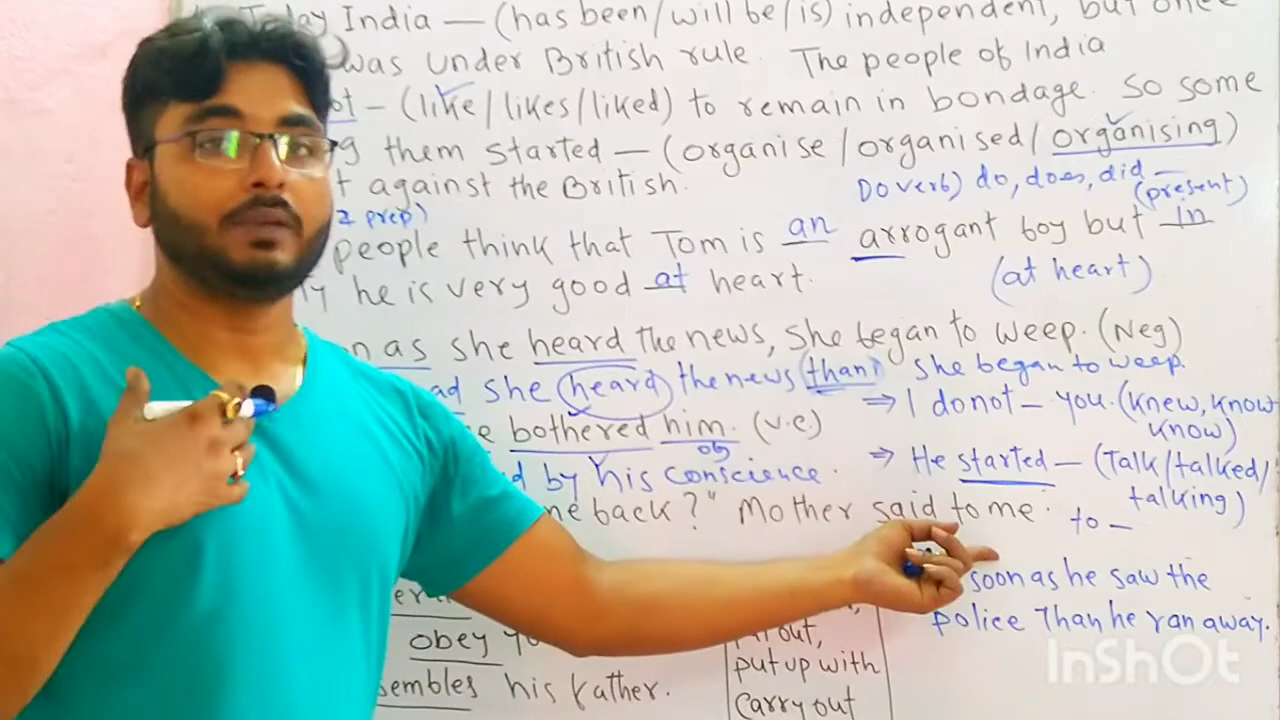 Today India — (has been/will be/is) independent, but once
was under British rule. The people of India
– (like/likes/liked) to remain in bondage. So some
them started – (organise/organised/organising)
against the British.
Do verb) do, does, did –
2 prep)
(present)
people think that Tom is an arrogant boy but in
he is very good at heart.
(at heart)
as she heard the news, she began to weep. (Neg)
she heard the news than she began to weep.
⇒ I do not – you. (knew, know
know)
bothered him. (v.c)
ob
⇒ He started – (Talk/talked/
talking)
by his conscience.
back?" Mother said to me.
to –
soon as he saw the
police Than he ran away.
obey
out,
put up with
his father.
carry out
InShOt